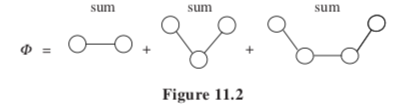 sum sum sum
Φ = + +
Figure 11.2